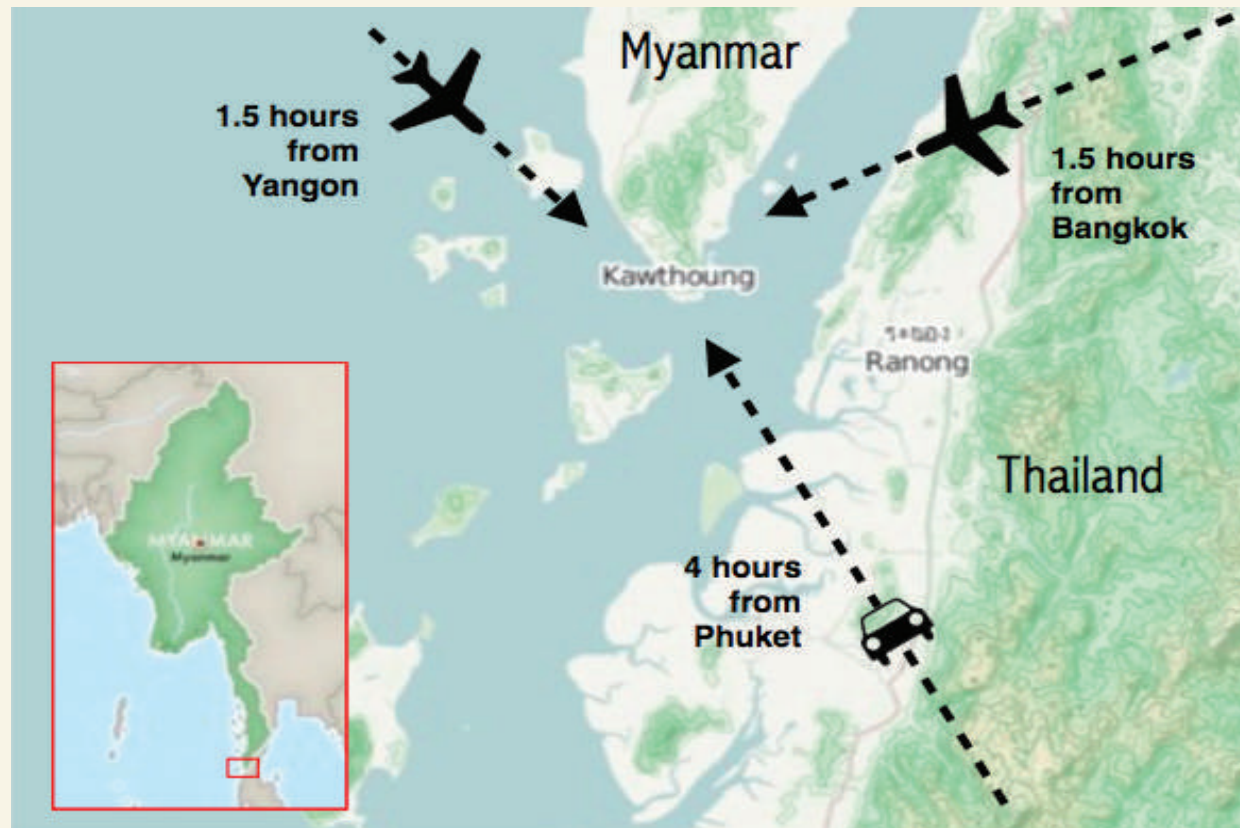 Myanmar
1.5 hours
from
Yangon
1.5 hours
from
Bangkok
Kawthoung
Ranong
Thailand
4 hours
from
Phuket
MYANMAR
Myanmar